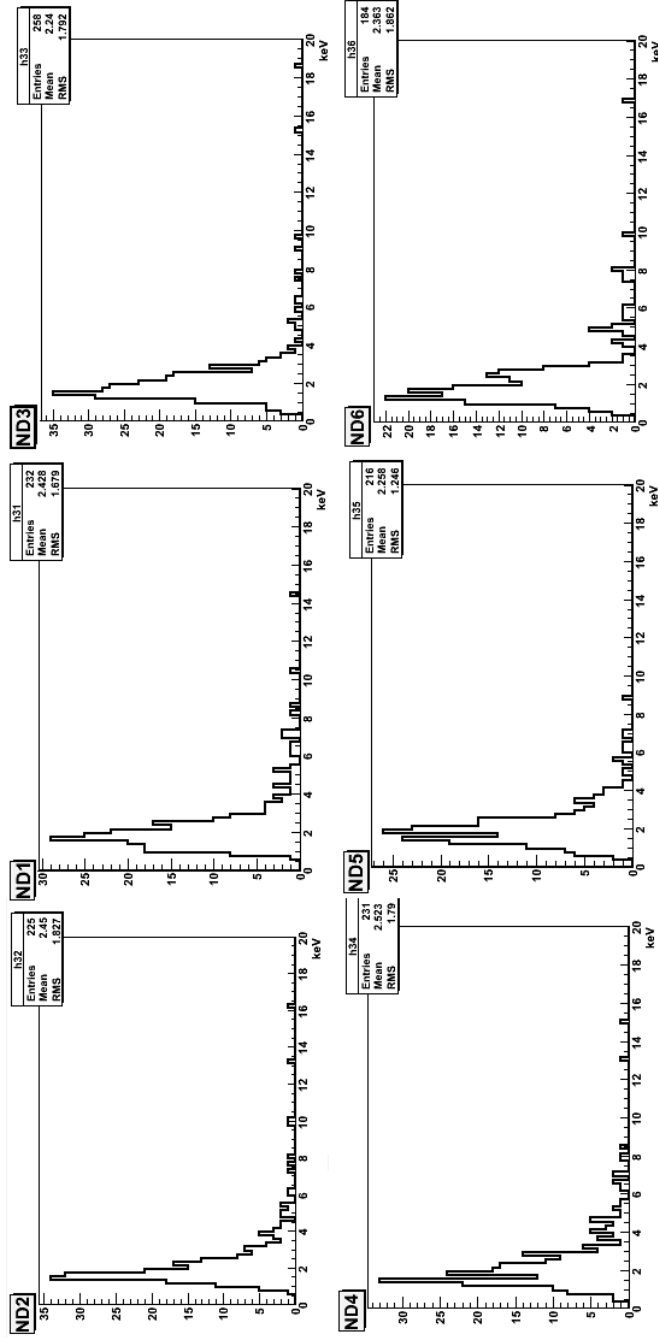 ND2
h32
Entries 225
Mean 2.45
RMS 1.827
35
30
25
20
15
10
5
0
0 2 4 6 8 10 12 14 16 18 20
keV
ND1
h31
Entries 232
Mean 2.428
RMS 1.679
30
25
20
15
10
5
0
0 2 4 6 8 10 12 14 16 18 20
keV
ND3
h33
Entries 258
Mean 2.24
RMS 1.792
35
30
25
20
15
10
5
0
0 2 4 6 8 10 12 14 16 18 20
keV
ND4
h34
Entries 231
Mean 2.523
RMS 1.79
30
25
20
15
10
5
0
0 2 4 6 8 10 12 14 16 18 20
keV
ND5
h35
Entries 216
Mean 2.258
RMS 1.246
25
20
15
10
5
0
0 2 4 6 8 10 12 14 16 18 20
keV
ND6
h36
Entries 184
Mean 2.363
RMS 1.862
22
20
18
16
14
12
10
8
6
4
2
0
0 2 4 6 8 10 12 14 16 18 20
keV